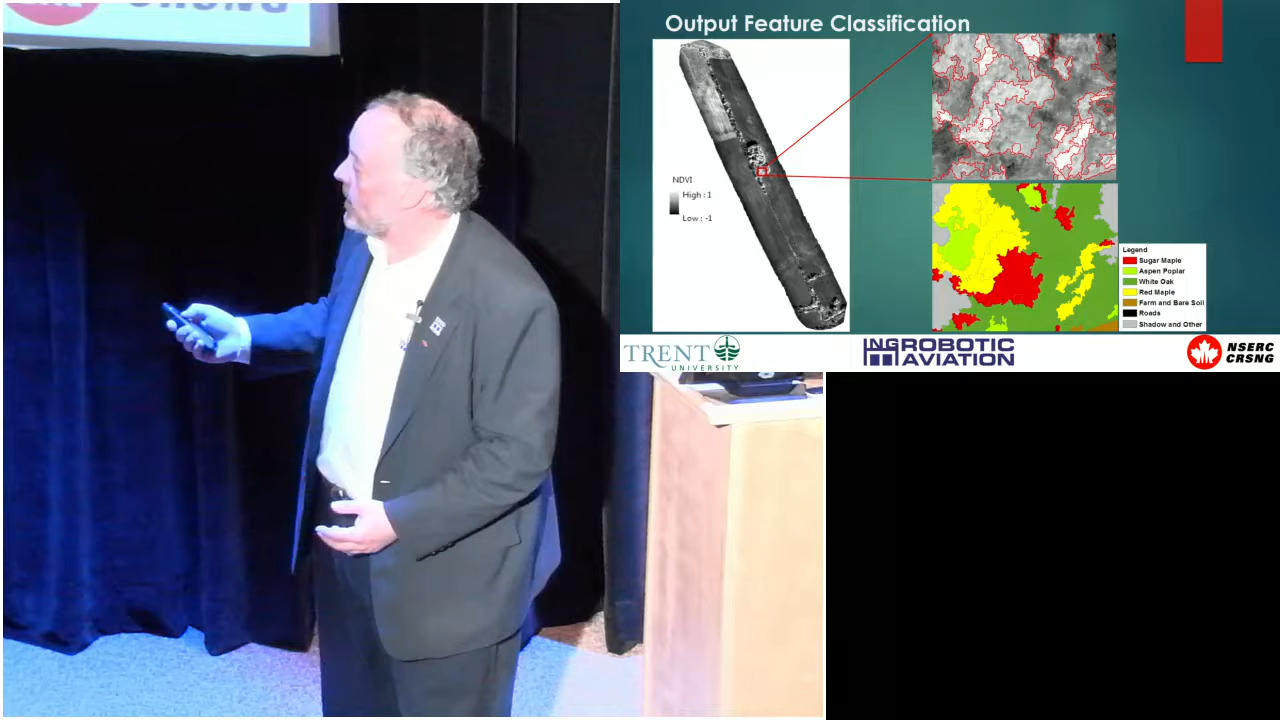 CRSNG
Output Feature Classification
NDVI
High : 1
Low : -1
Legend
Sugar Maple
Aspen Poplar
White Oak
Red Maple
Farm and Bare Soil
Roads
Shadow and Other
TRENT
UNIVERSITY
ING ROBOTIC
AVIATION
NSERC
CRSNG